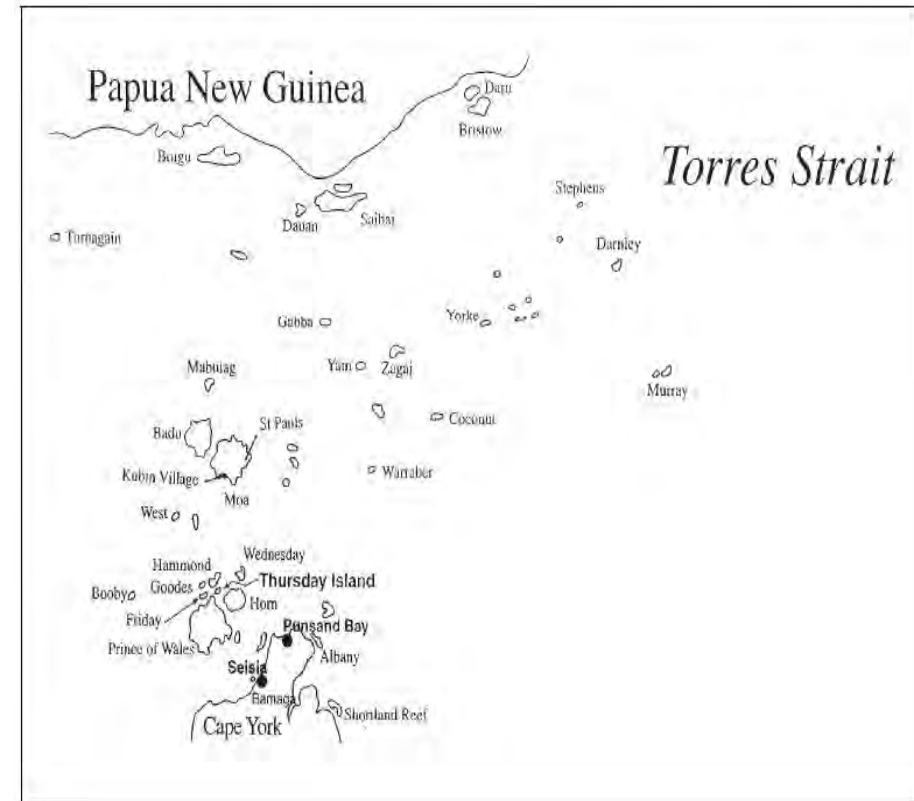 Papua New Guinea
Daru
Bristow
Torres Strait
Boigu
Stephens
Dauan
Saibai
Turnagain
Darnley
Gabba
Yorke
Mabuiag
Yam
Zagai
Murray
Badu
St Pauls
Coconut
Kubin Village
Warraber
Moa
West
Wednesday
Hammond
Thursday Island
Goodes
Booby
Horn
Friday
Punsand Bay
Prince of Wales
Albany
Seisia
Bamaga
Shortland Reef
Cape York